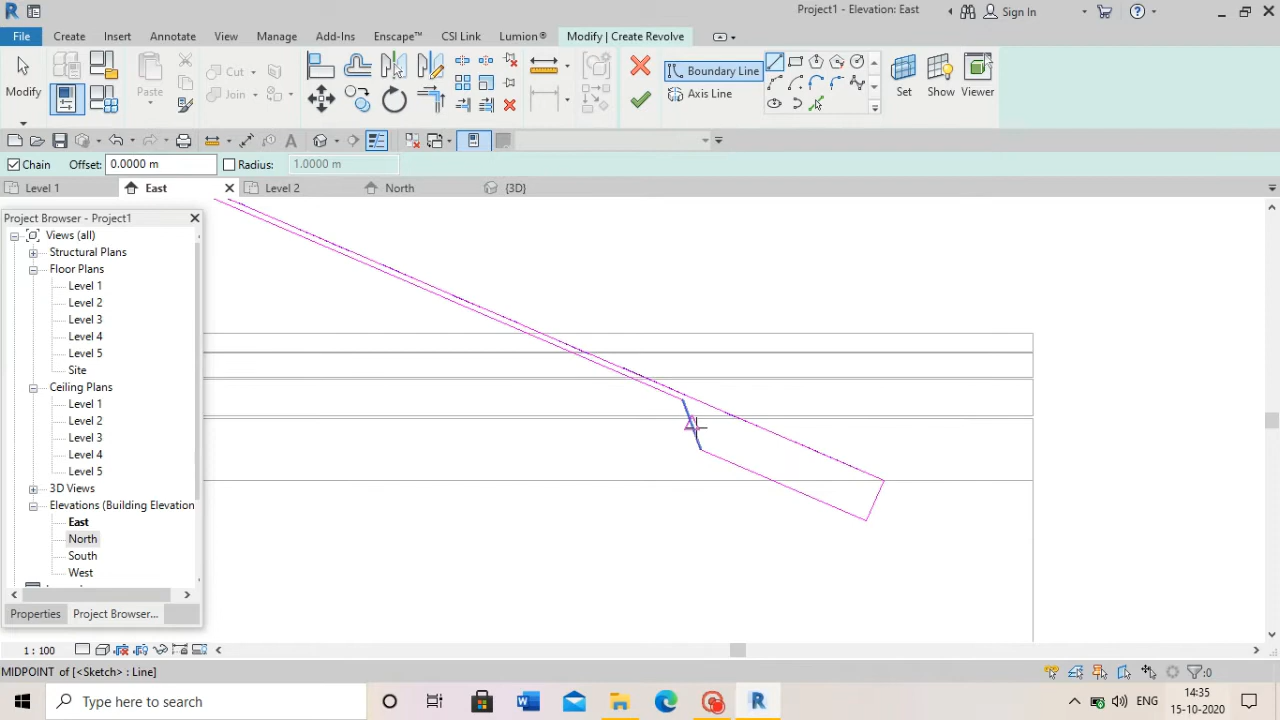 Project1 - Elevation: East
Sign In
File
Create
Insert
Annotate
View
Manage
Add-Ins
Enscape™
CSI Link
Lumion®
Modify | Create Revolve
Modify
Paste
Cut
Join
Boundary Line
Axis Line
Set
Show
Viewer
Chain
Offset:
0.0000 m
Radius:
1.0000 m
Level 1
East
Level 2
North
{3D}
Project Browser - Project1
Views (all)
Structural Plans
Floor Plans
Level 1
Level 2
Level 3
Level 4
Level 5
Site
Ceiling Plans
Level 1
Level 2
Level 3
Level 4
Level 5
3D Views
Elevations (Building Elevation
East
North
South
West
Properties
Project Browser...
1 : 100
MIDPOINT of [<Sketch> : Line]
:0
Type here to search
ENG
14:35
15-10-2020